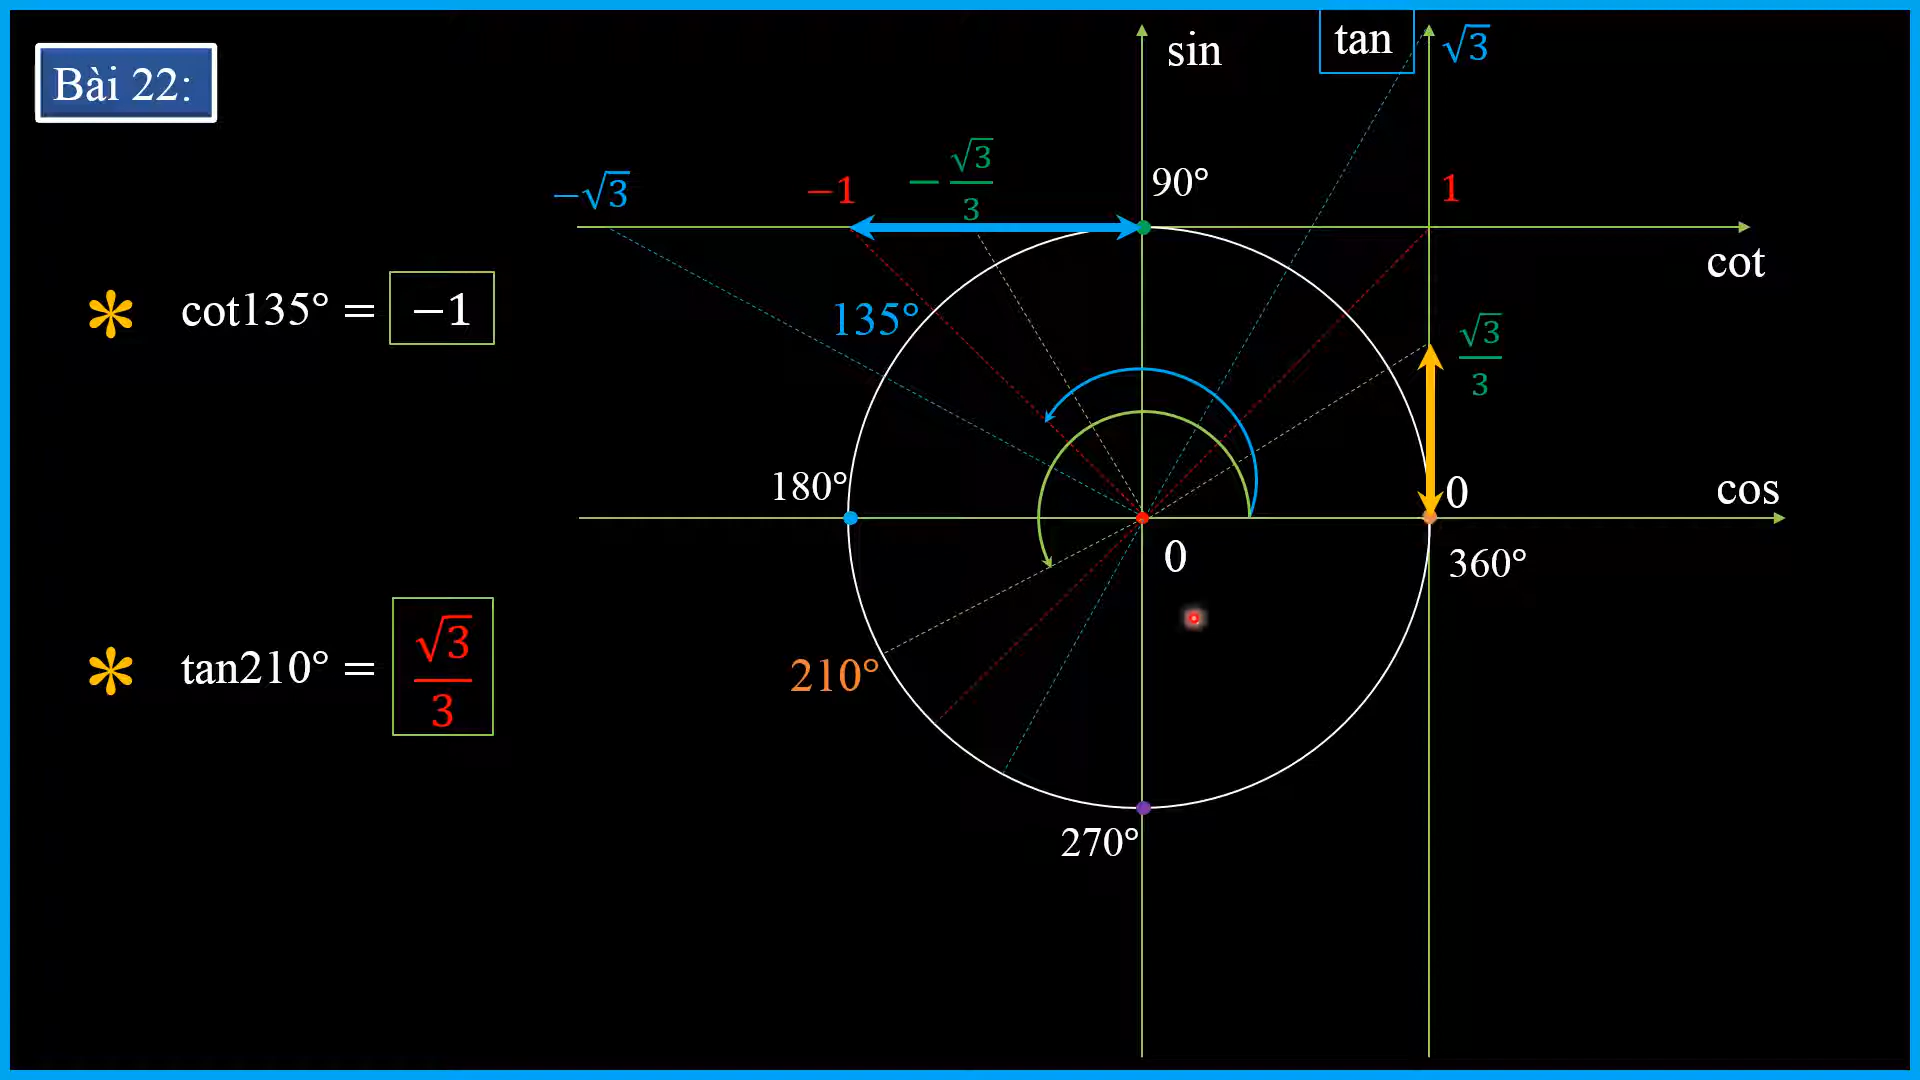 Bài 22:
sin
tan
√3
−√3
−1
−√3/3
90°
1
cot
cot135° = −1
135°
√3/3
180°
0
cos
0
360°
tan210° = √3/3
210°
270°